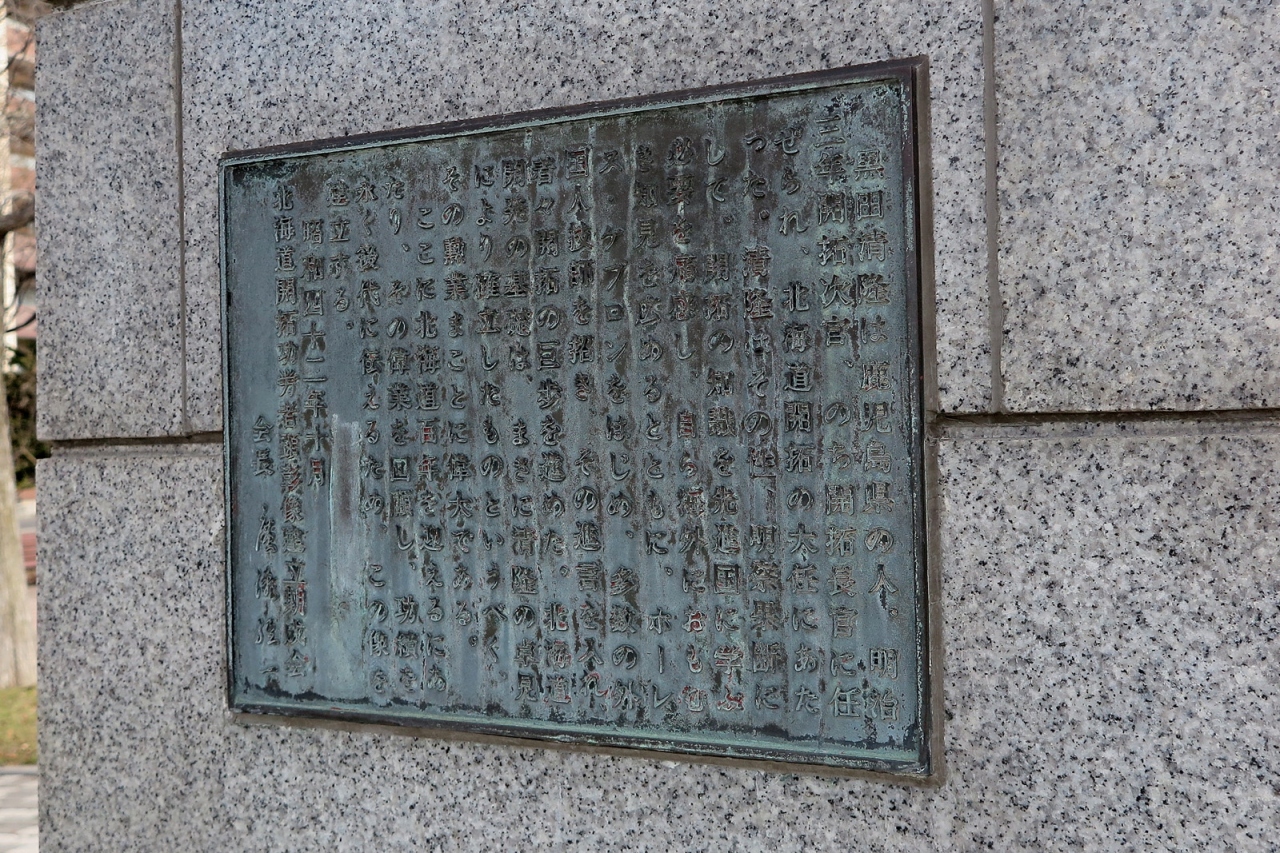 黒田清隆は鹿児島県の人、明治
三年開拓次官、のち開拓長官に任
ぜられ、北海道開拓の大任にあた
った。清隆はその性、明察果断に
して、開拓の知識を先進国に学ぶ
必要を痛感し、自ら海外におもむ
き知見を広めるとともに、ホーレ
ス・ケプロンをはじめ、多数の外
国人技師を招き、その進言を入れ
着々開拓の巨歩を進めた。北海道
開発の基礎は、まさに清隆の卓見
により確立したものというべく、
その勲業まことに偉大である。
ここに北海道百年を迎えるにあ
たり、その偉業を回顧し、功績を
永く後代に伝えるため、この像を
建立する。
昭和四十二年十月
北海道開拓功労者顕彰像建立期成会
会長